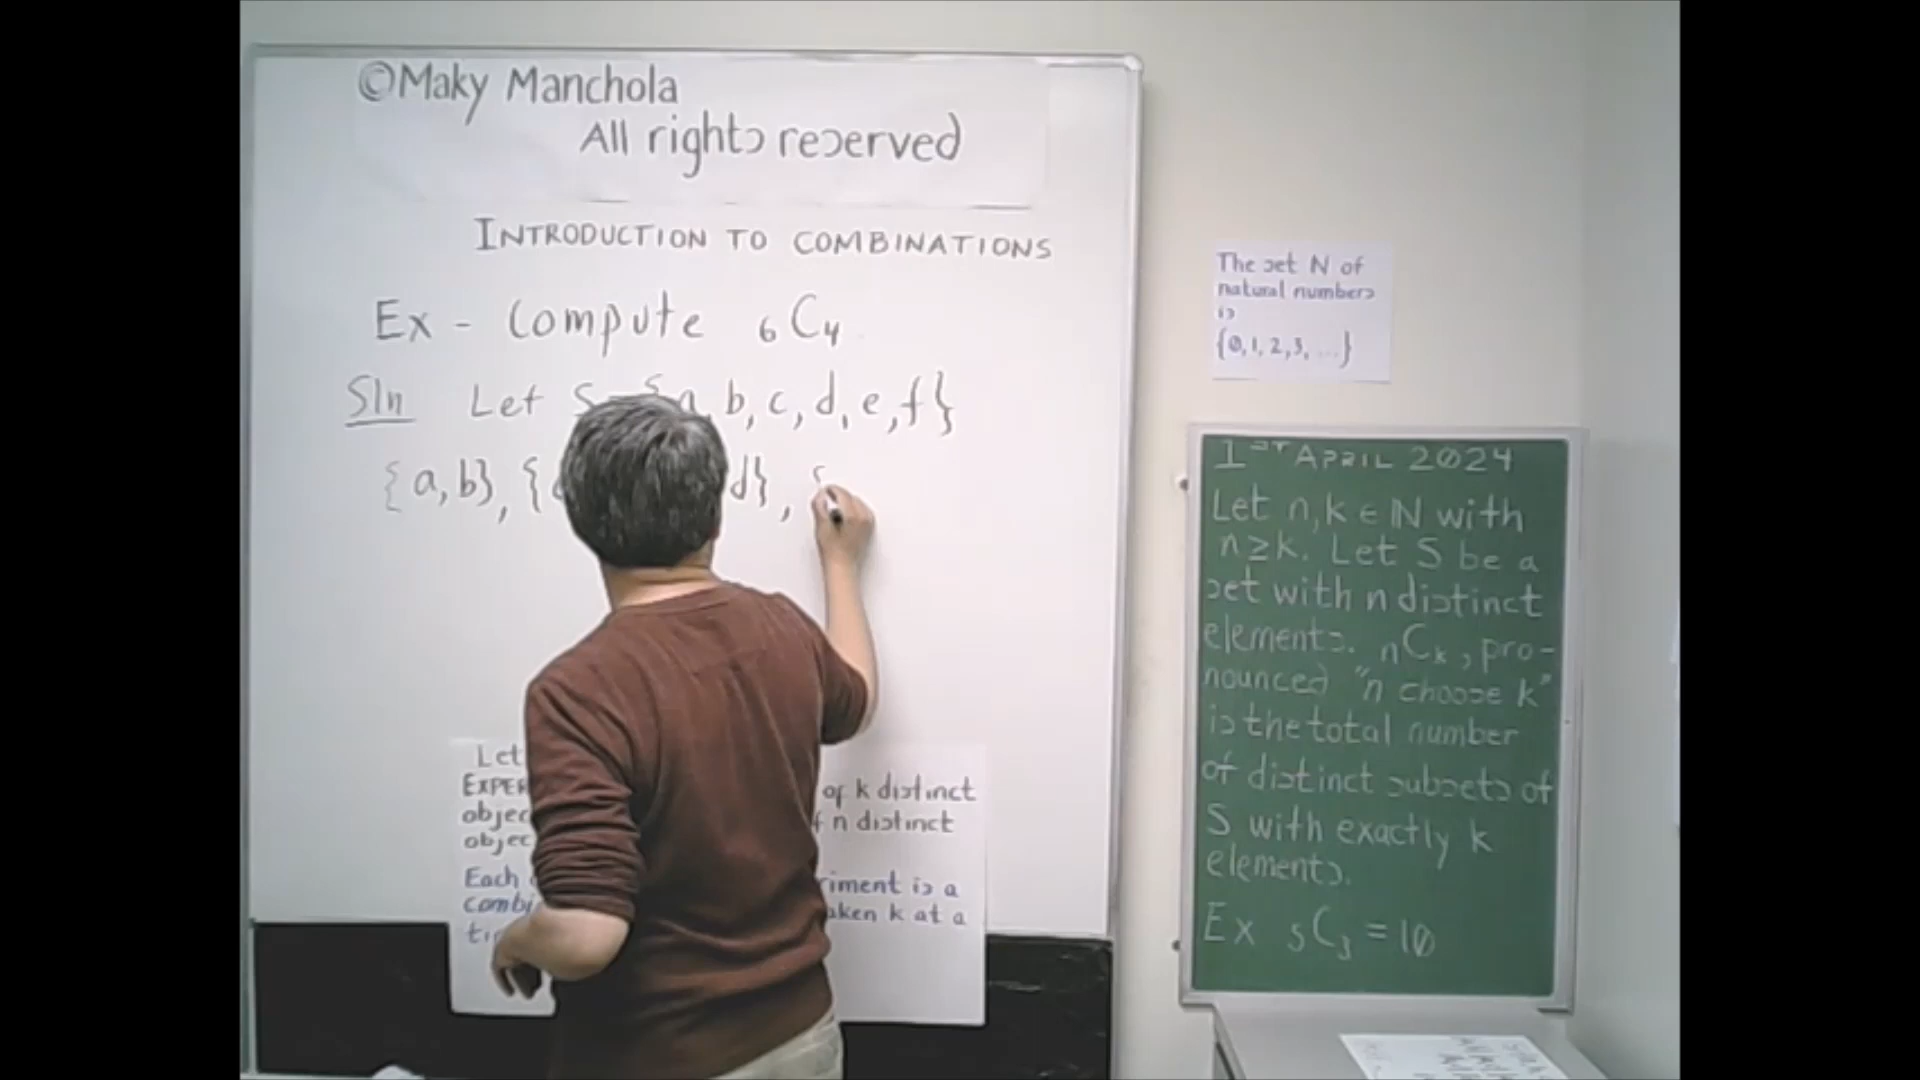 ©Maky Manchola
All rights reserved
INTRODUCTION TO COMBINATIONS
Ex - Compute ₆C₄
Sln Let S = {a, b, c, d, e, f}
{a, b}, { d}, {
Let
EXPER of k distinct
objec f n distinct
objec
Each riment is a
combi aken k at a
The set N of
natural numbers
is
{0, 1, 2, 3, ...}
1ST APRIL 2024
Let n, k ∈ N with
n ≥ k. Let S be a
set with n distinct
elements. ₙCₖ, pro-
nounced "n choose k"
is the total number
of distinct subsets of
S with exactly k
elements.
Ex ₅C₃ = 10